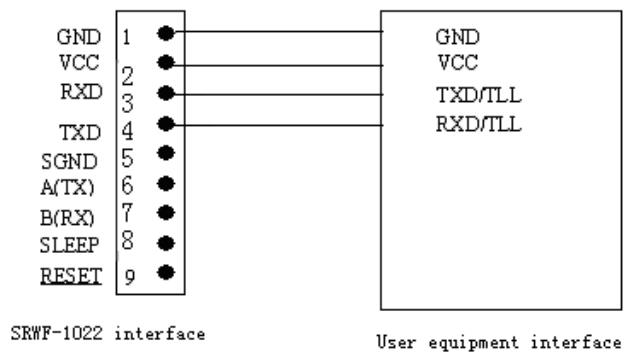 GND 1 GND
VCC 2 VCC
RXD 3 TXD/TLL
TXD 4 RXD/TLL
SGND 5
A(TX) 6
B(RX) 7
SLEEP 8
RESET 9
SRWF-1022 interface
User equipment interface